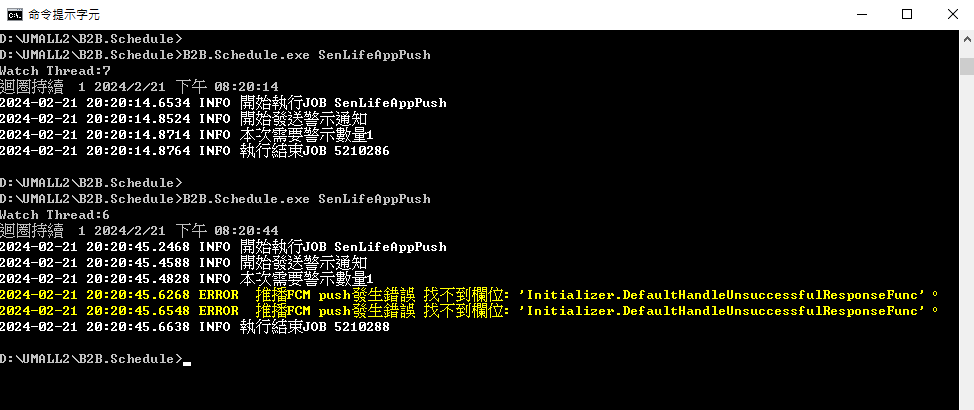 命令提示字元
D:\UMALL2\B2B.Schedule>
D:\UMALL2\B2B.Schedule>B2B.Schedule.exe SenLifeAppPush
Watch Thread:7
迴圈持續  1 2024/2/21 下午 08:20:14
2024-02-21 20:20:14.6534 INFO 開始執行JOB SenLifeAppPush
2024-02-21 20:20:14.8524 INFO 開始發送警示通知
2024-02-21 20:20:14.8714 INFO 本次需要警示數量1
2024-02-21 20:20:14.8764 INFO 執行結束JOB 5210286
D:\UMALL2\B2B.Schedule>
D:\UMALL2\B2B.Schedule>B2B.Schedule.exe SenLifeAppPush
Watch Thread:6
迴圈持續  1 2024/2/21 下午 08:20:44
2024-02-21 20:20:45.2468 INFO 開始執行JOB SenLifeAppPush
2024-02-21 20:20:45.4588 INFO 開始發送警示通知
2024-02-21 20:20:45.4828 INFO 本次需要警示數量1
2024-02-21 20:20:45.6268 ERROR  推播FCM push發生錯誤 找不到欄位: 'Initializer.DefaultHandleUnsuccessfulResponseFunc'。
2024-02-21 20:20:45.6548 ERROR  推播FCM push發生錯誤 找不到欄位: 'Initializer.DefaultHandleUnsuccessfulResponseFunc'。
2024-02-21 20:20:45.6638 INFO 執行結束JOB 5210288
D:\UMALL2\B2B.Schedule>